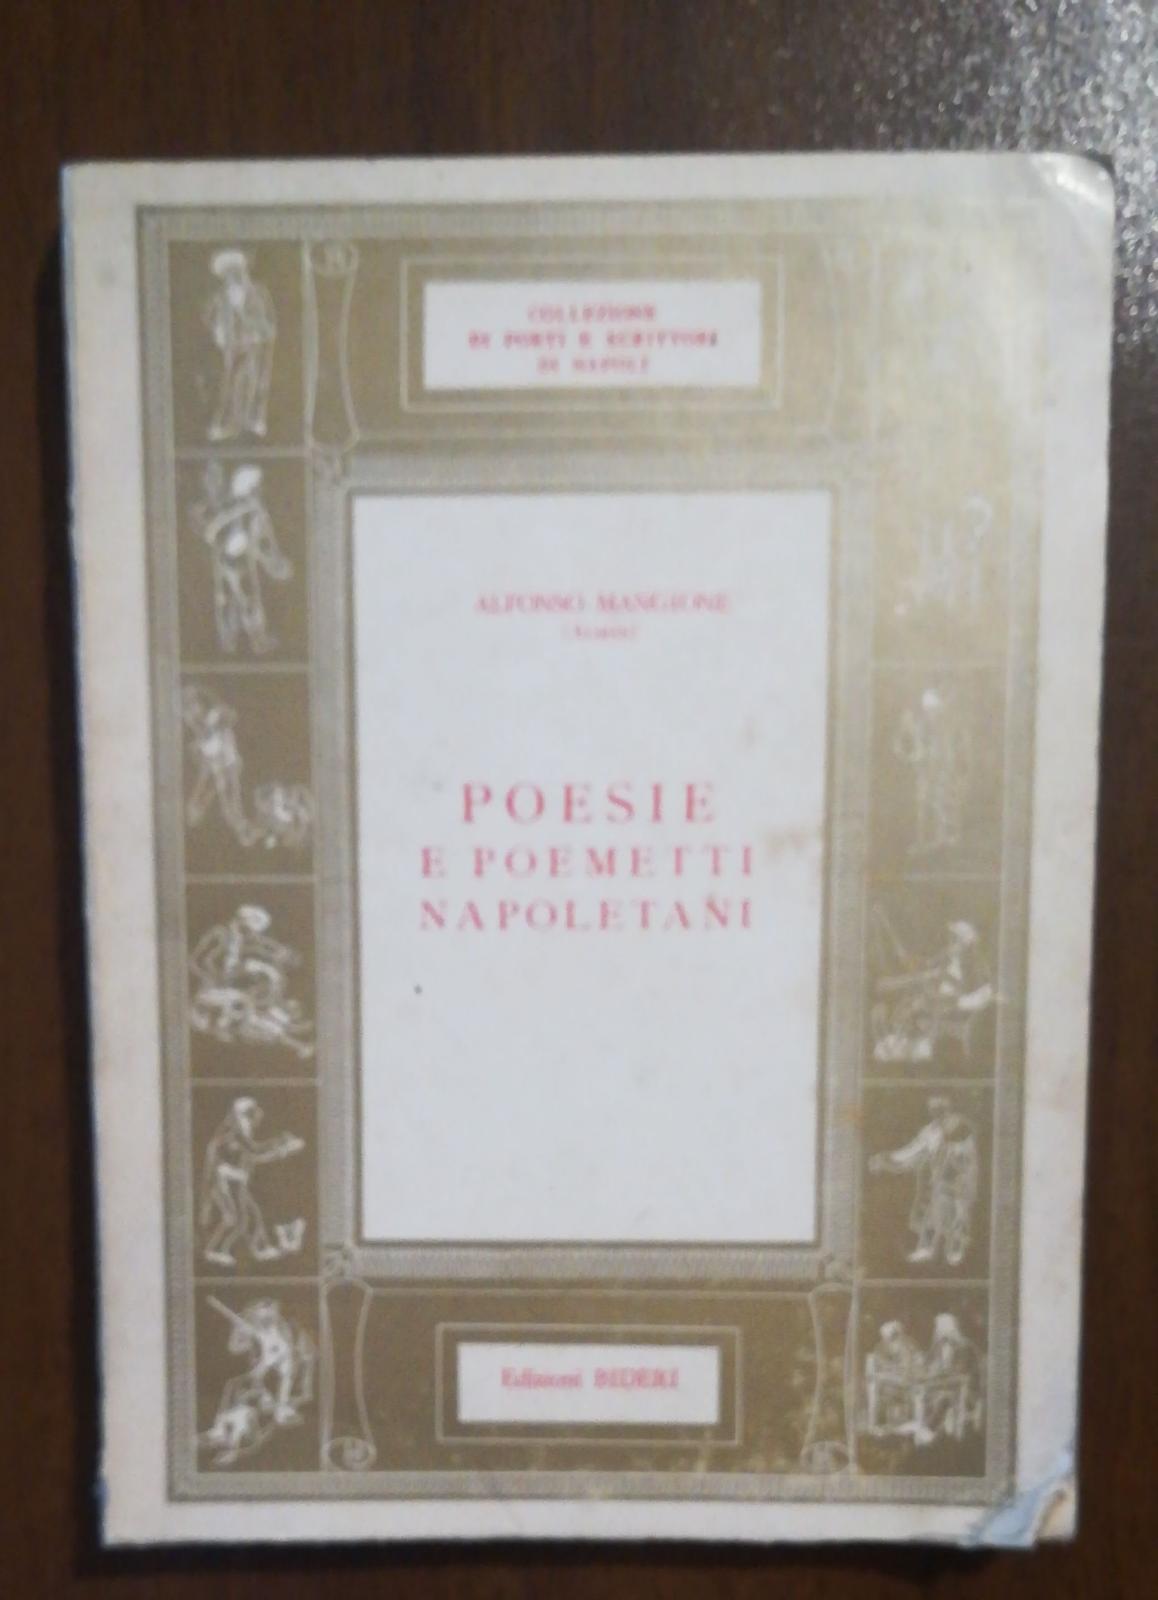 COLLEZIONE
DI POETI E SCRITTORI
DI NAPOLI
ALFONSO MANGIONE
POESIE
E POEMETTI
NAPOLETANI
Edizioni BIDERI